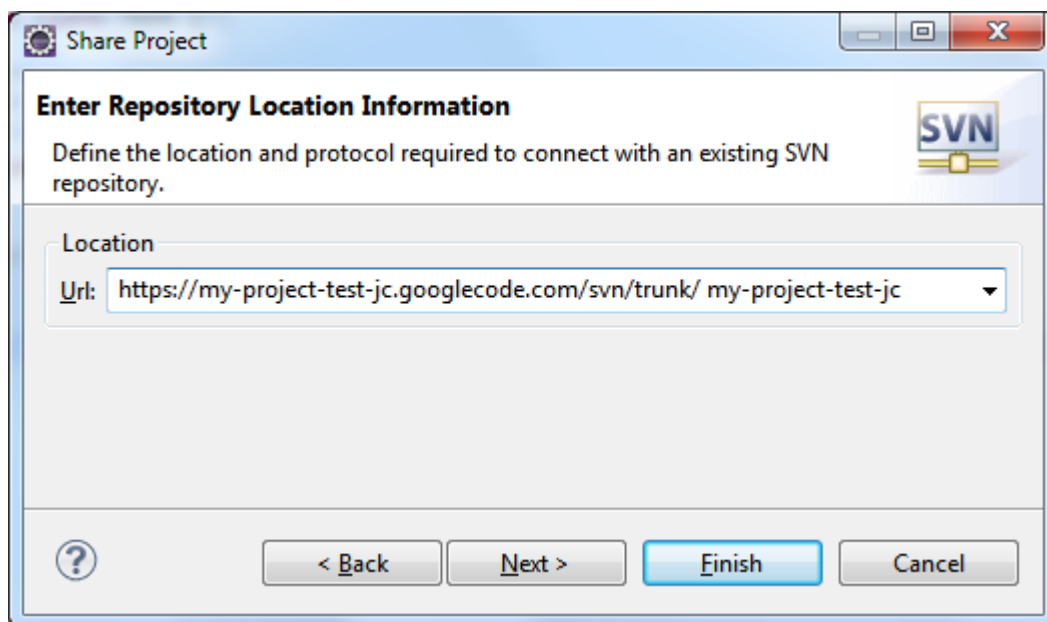 Share Project
Enter Repository Location Information
SVN
Define the location and protocol required to connect with an existing SVN
repository.
Location
Url: https://my-project-test-jc.googlecode.com/svn/trunk/ my-project-test-jc
?
< Back
Next >
Finish
Cancel